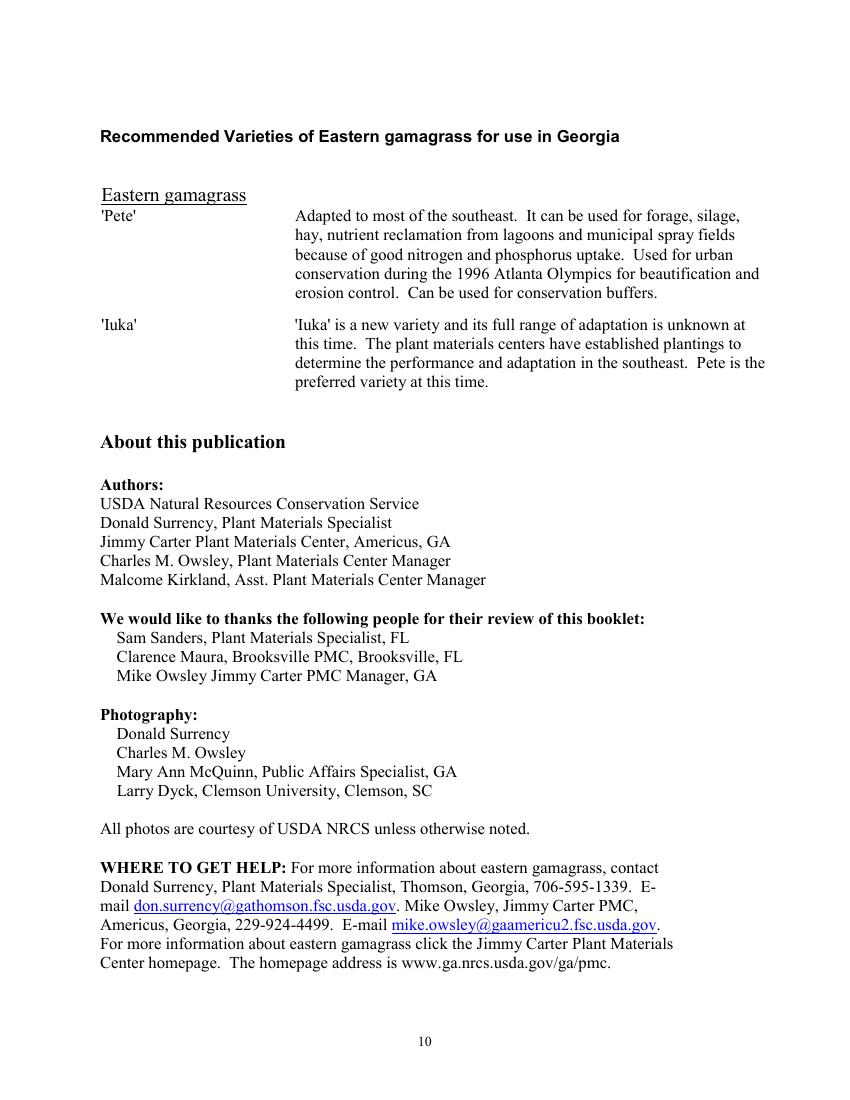 Recommended Varieties of Eastern gamagrass for use in Georgia
Eastern gamagrass
'Pete'
Adapted to most of the southeast. It can be used for forage, silage,
hay, nutrient reclamation from lagoons and municipal spray fields
because of good nitrogen and phosphorus uptake. Used for urban
conservation during the 1996 Atlanta Olympics for beautification and
erosion control. Can be used for conservation buffers.
'Iuka'
'Iuka' is a new variety and its full range of adaptation is unknown at
this time. The plant materials centers have established plantings to
determine the performance and adaptation in the southeast. Pete is the
preferred variety at this time.
About this publication
Authors:
USDA Natural Resources Conservation Service
Donald Surrency, Plant Materials Specialist
Jimmy Carter Plant Materials Center, Americus, GA
Charles M. Owsley, Plant Materials Center Manager
Malcome Kirkland, Asst. Plant Materials Center Manager
We would like to thanks the following people for their review of this booklet:
Sam Sanders, Plant Materials Specialist, FL
Clarence Maura, Brooksville PMC, Brooksville, FL
Mike Owsley Jimmy Carter PMC Manager, GA
Photography:
Donald Surrency
Charles M. Owsley
Mary Ann McQuinn, Public Affairs Specialist, GA
Larry Dyck, Clemson University, Clemson, SC
All photos are courtesy of USDA NRCS unless otherwise noted.
WHERE TO GET HELP: For more information about eastern gamagrass, contact
Donald Surrency, Plant Materials Specialist, Thomson, Georgia, 706-595-1339. E-
mail don.surrency@gathomson.fsc.usda.gov. Mike Owsley, Jimmy Carter PMC,
Americus, Georgia, 229-924-4499. E-mail mike.owsley@gaamericu2.fsc.usda.gov.
For more information about eastern gamagrass click the Jimmy Carter Plant Materials
Center homepage. The homepage address is www.ga.nrcs.usda.gov/ga/pmc.
10